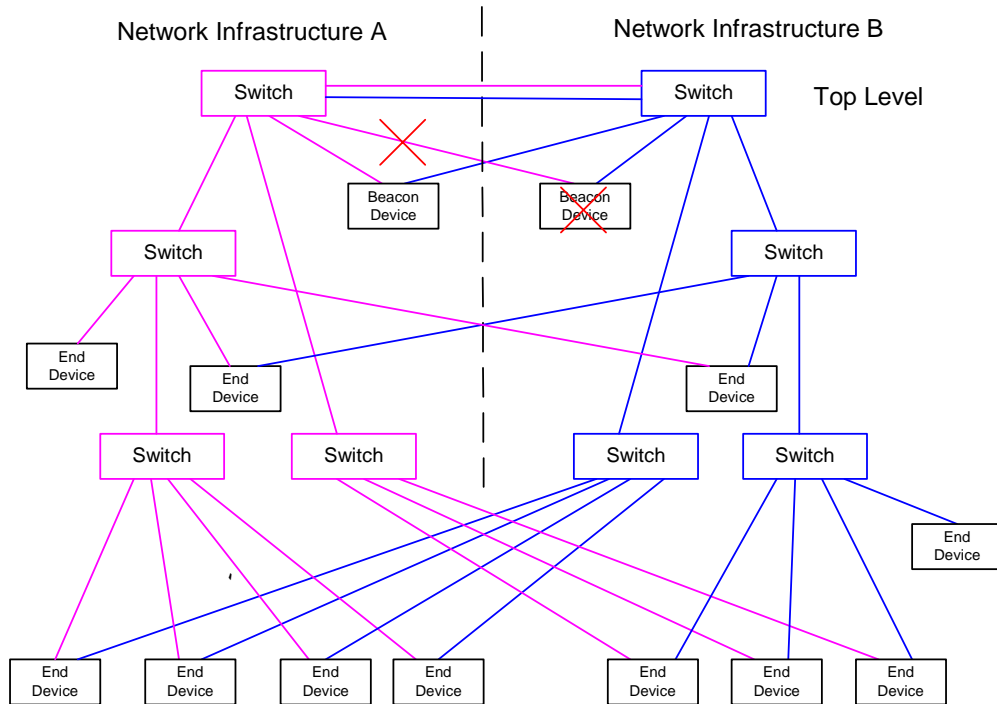 Network Infrastructure A
Network Infrastructure B
Switch
Switch
Top Level
Beacon
Device
Beacon
Device
Switch
Switch
End
Device
End
Device
End
Device
Switch
Switch
Switch
Switch
End
Device
End
Device
End
Device
End
Device
End
Device
End
Device
End
Device
End
Device